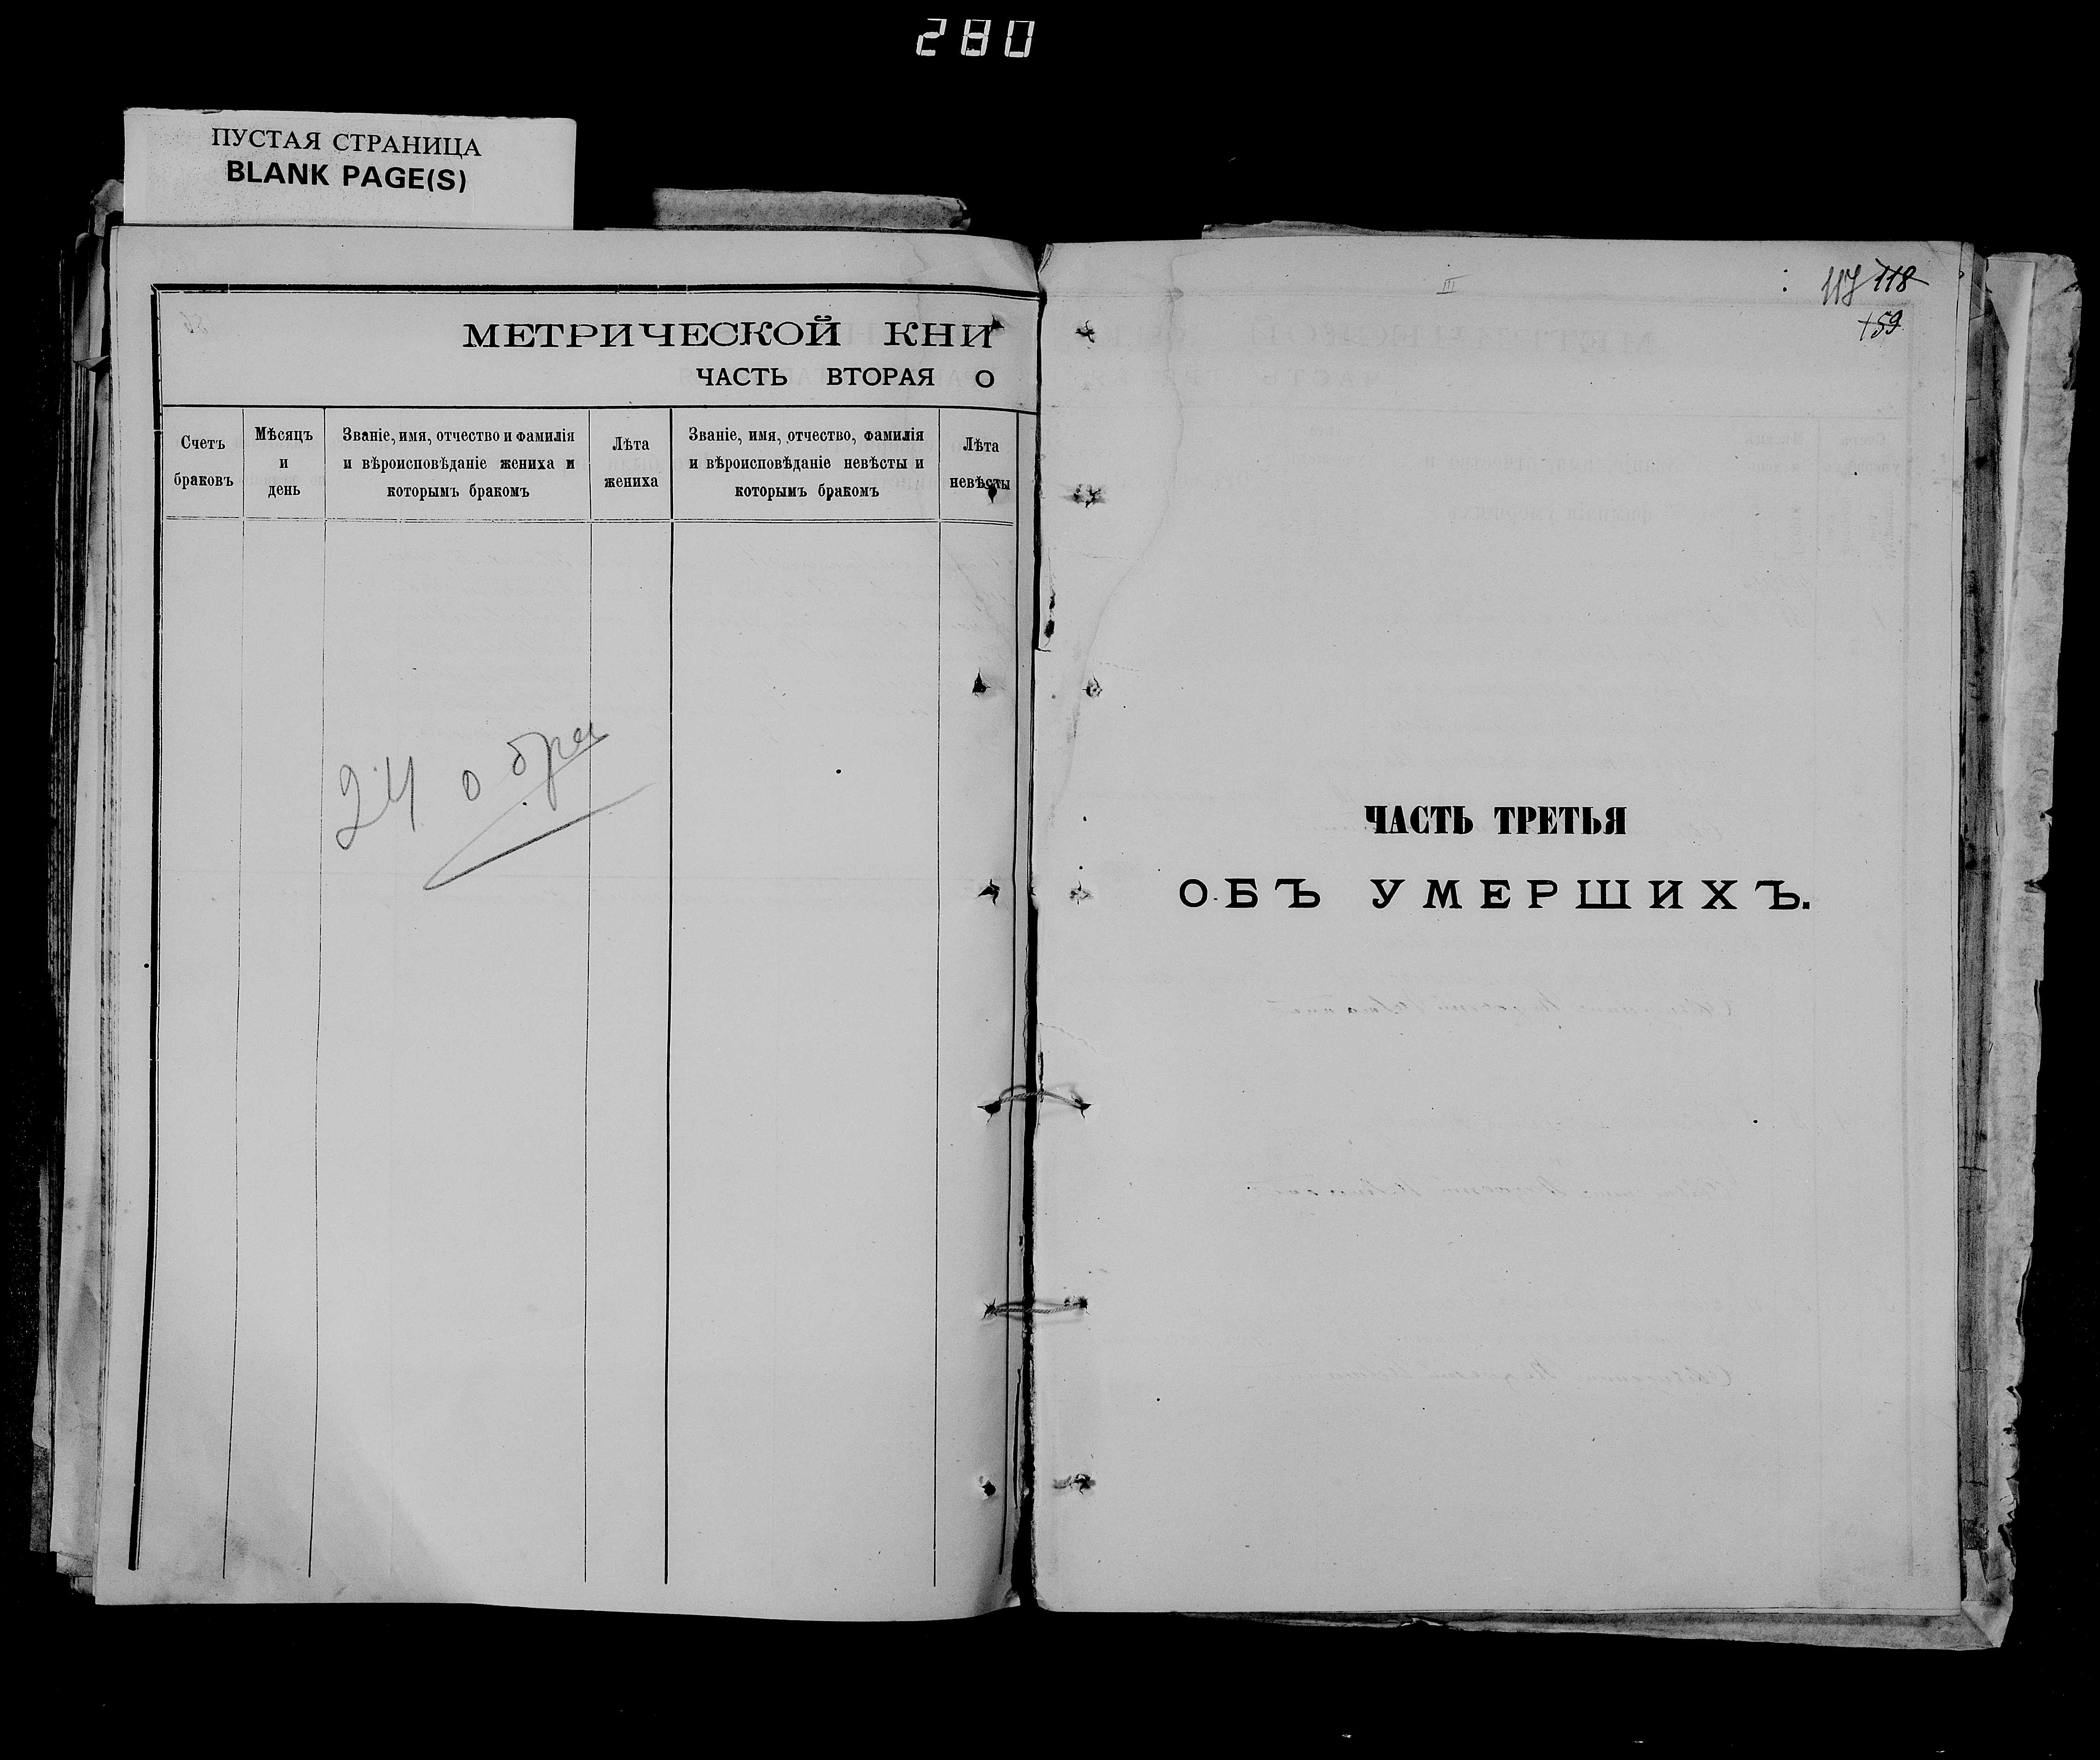 280
ПУСТАЯ СТРАНИЦА
BLANK PAGE(S)
МЕТРИЧЕСКОЙ КНИ
ЧАСТЬ ВТОРАЯ О
Счетъ браковъ
Мѣсяцъ и день
Званіе, имя, отчество и фамилія и вѣроисповѣданіе жениха и которымъ бракомъ
Лѣта жениха
Званіе, имя, отчество, фамилія и вѣроисповѣданіе невѣсты и которымъ бракомъ
Лѣта невѣсты
24 о бра
III
117 118
159
ЧАСТЬ ТРЕТЬЯ
ОБЪ УМЕРШИХЪ.